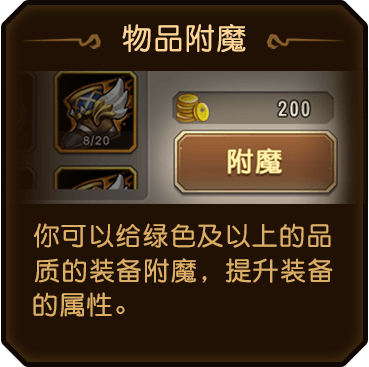 物品附魔
8/20
200
附魔
你可以给绿色及以上的品
质的装备附魔，提升装备
的属性。